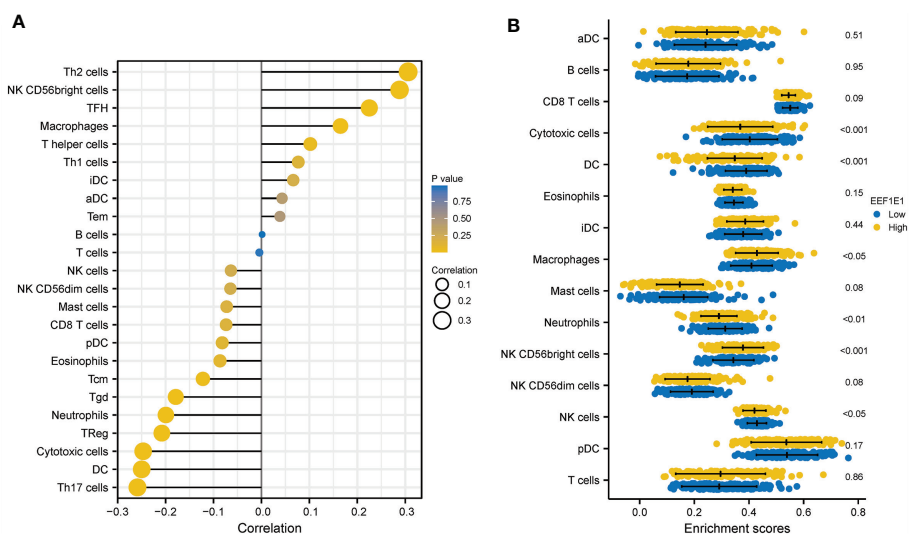 A
Th2 cells
NK CD56bright cells
TFH
Macrophages
T helper cells
Th1 cells
iDC
aDC
Tem
B cells
T cells
NK cells
NK CD56dim cells
Mast cells
CD8 T cells
pDC
Eosinophils
Tcm
Tgd
Neutrophils
TReg
Cytotoxic cells
DC
Th17 cells
−0.3 −0.2 −0.1 0.0 0.1 0.2 0.3
Correlation
P value
0.75
0.50
0.25
Correlation
0.1
0.2
0.3
B
aDC 0.51
B cells 0.95
CD8 T cells 0.09
Cytotoxic cells <0.001
DC <0.001
Eosinophils 0.15
iDC 0.44
Macrophages <0.05
Mast cells 0.08
Neutrophils <0.01
NK CD56bright cells <0.001
NK CD56dim cells 0.08
NK cells <0.05
pDC 0.17
T cells 0.86
0.0 0.2 0.4 0.6 0.8
Enrichment scores
EEF1E1
Low
High